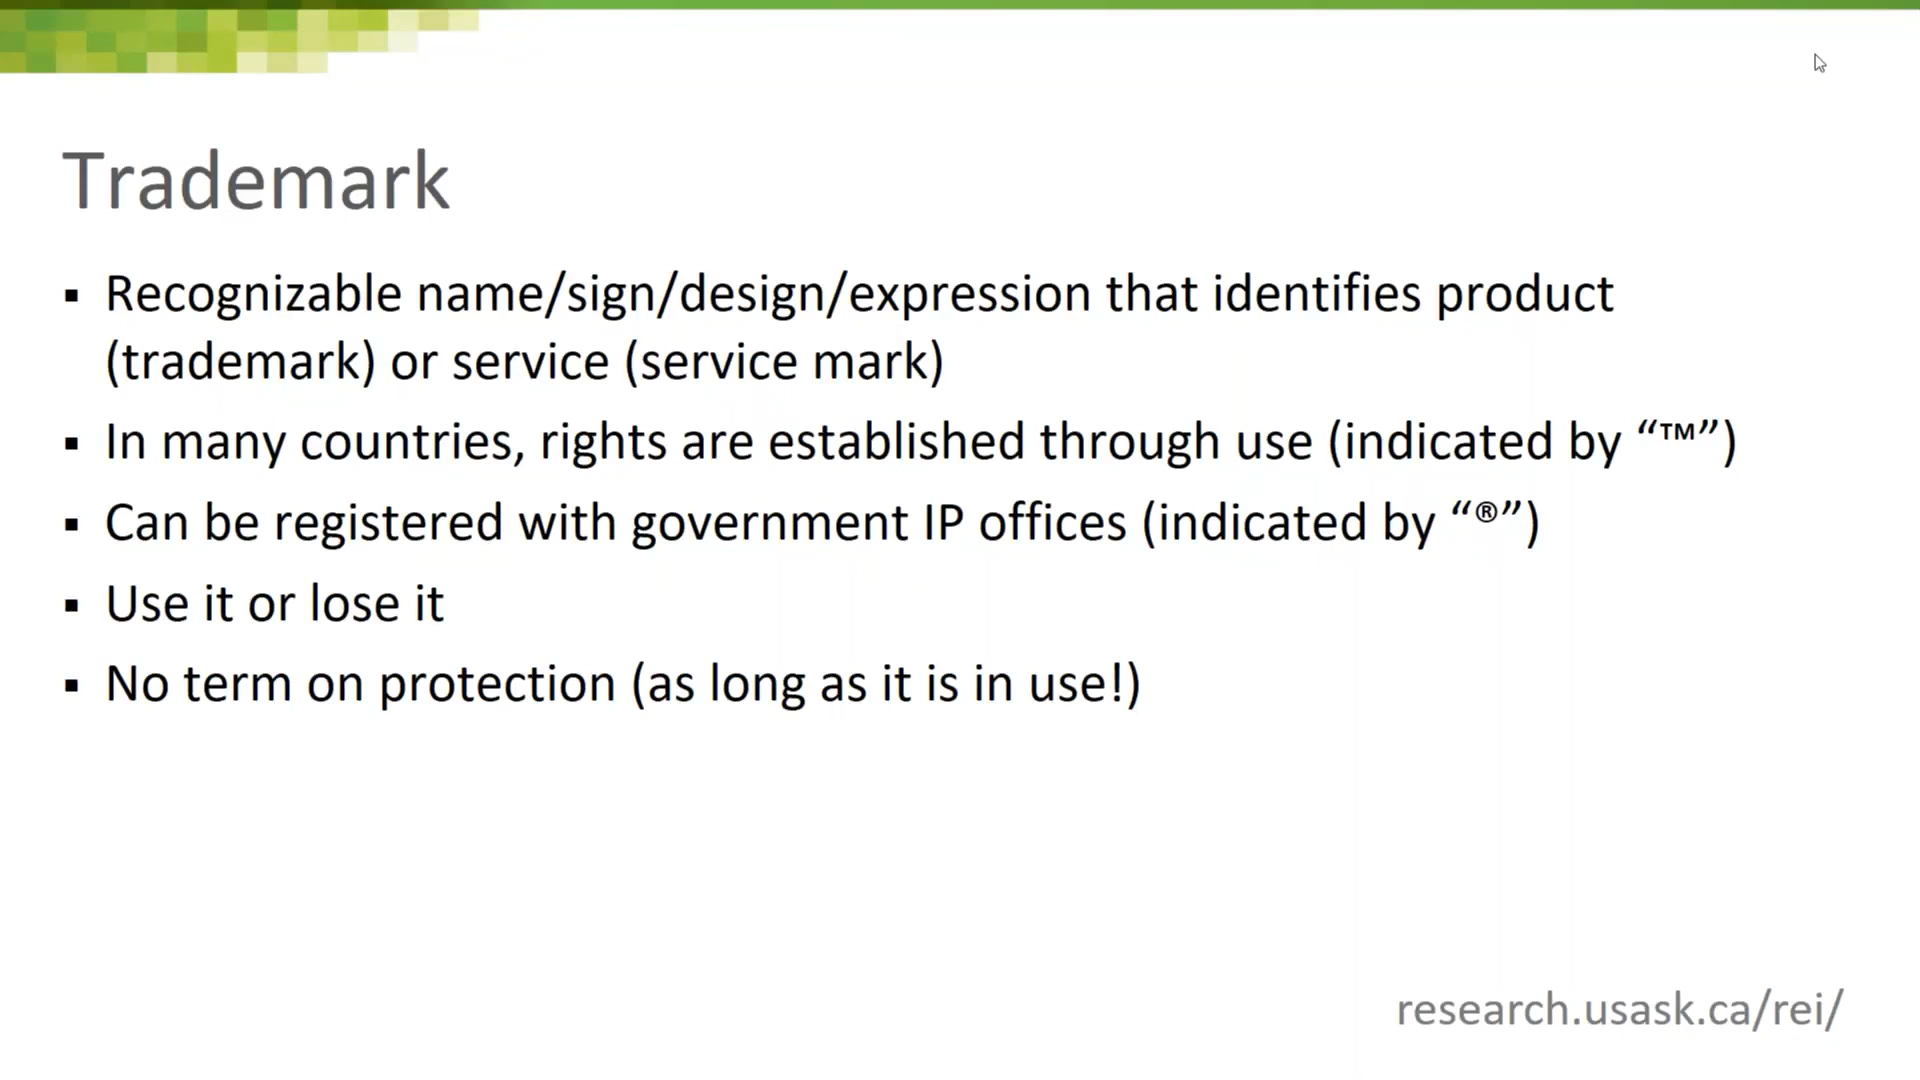 Trademark
▪ Recognizable name/sign/design/expression that identifies product
(trademark) or service (service mark)
▪ In many countries, rights are established through use (indicated by “™”)
▪ Can be registered with government IP offices (indicated by “®”)
▪ Use it or lose it
▪ No term on protection (as long as it is in use!)
research.usask.ca/rei/